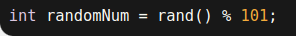 int randomNum = rand() % 101;